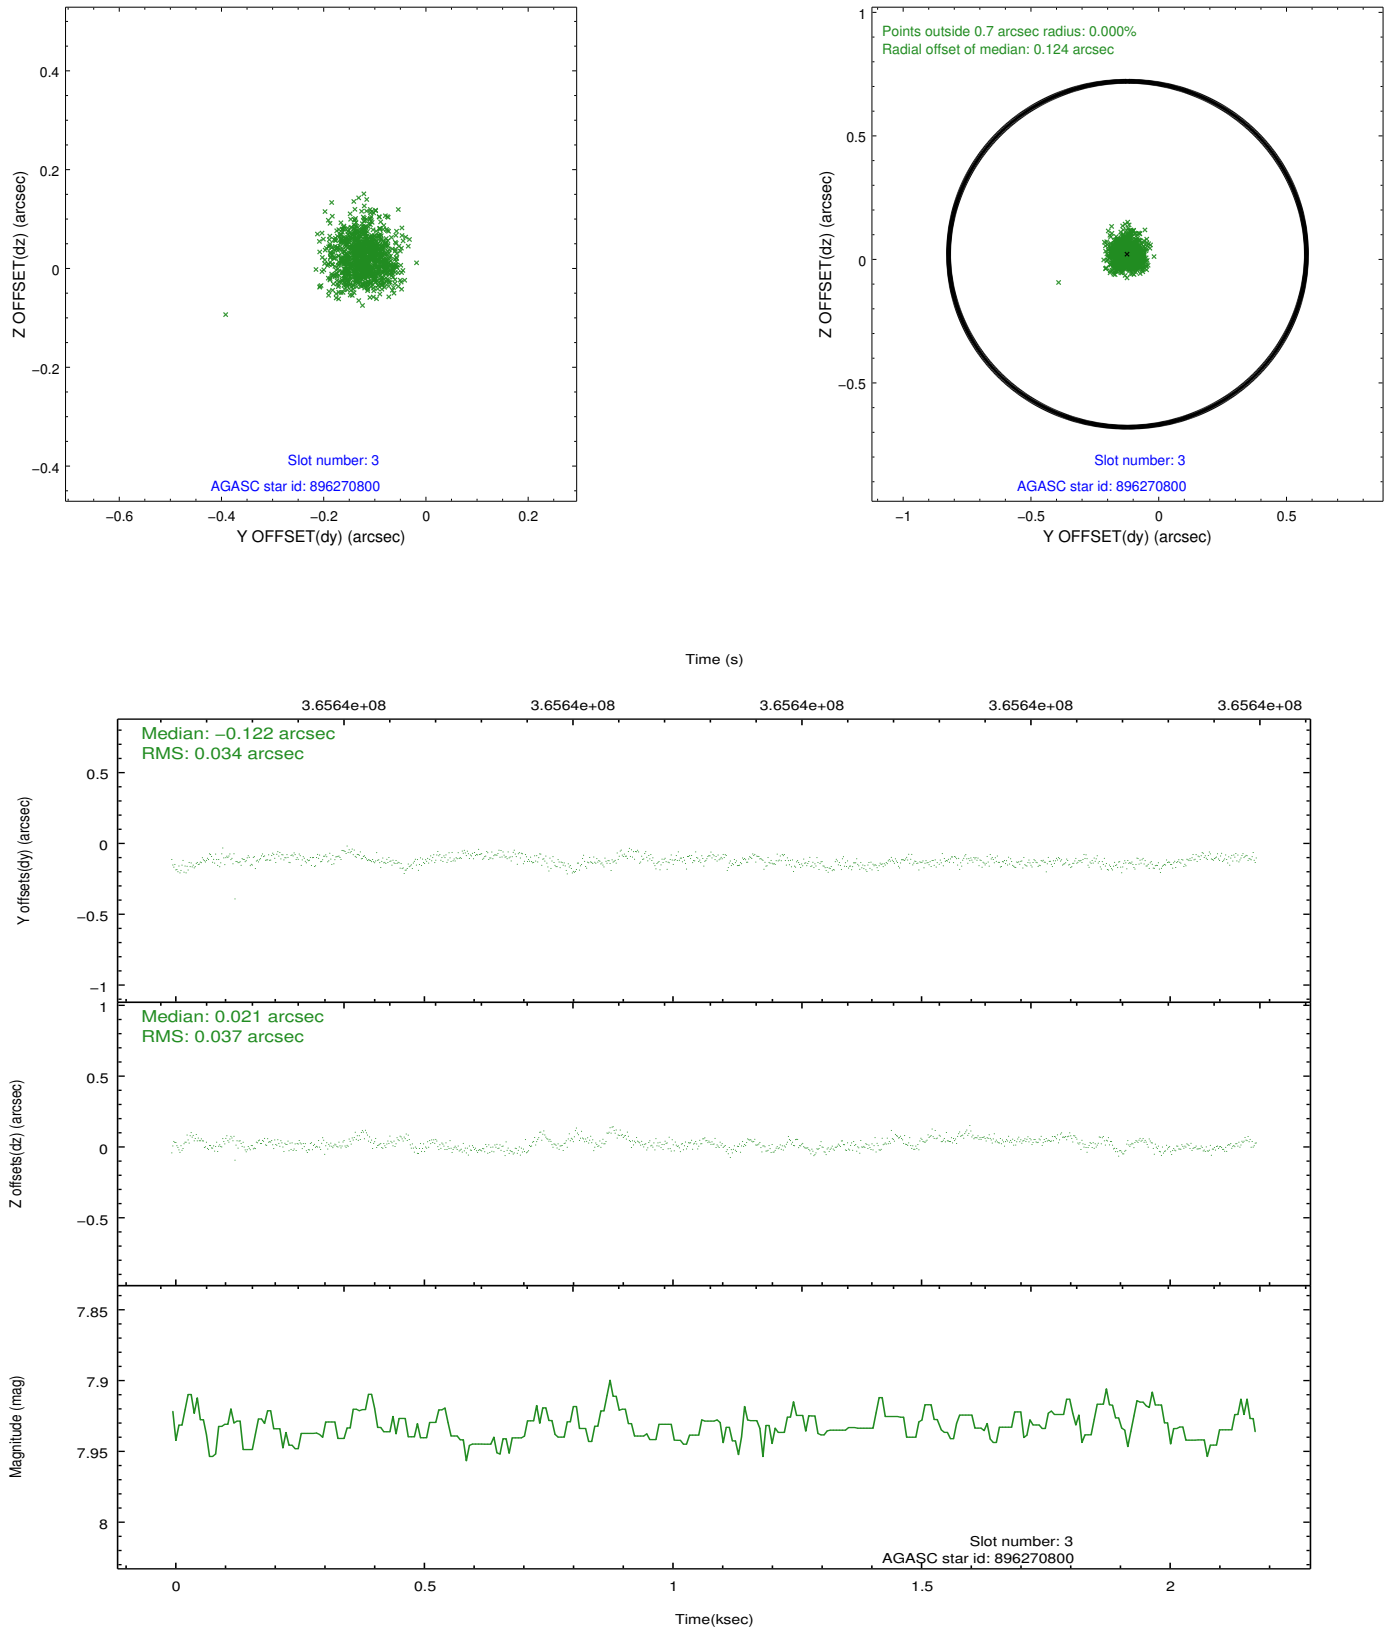 0.4
0.2
0
−0.2
−0.4
Z OFFSET(dz) (arcsec)
Slot number: 3
AGASC star id: 896270800
−0.6
−0.4
−0.2
0
0.2
Y OFFSET(dy) (arcsec)
Points outside 0.7 arcsec radius: 0.000%
Radial offset of median: 0.124 arcsec
1
0.5
0
−0.5
Z OFFSET(dz) (arcsec)
Slot number: 3
AGASC star id: 896270800
−1
−0.5
0
0.5
Y OFFSET(dy) (arcsec)
Time (s)
3.6564e+08
3.6564e+08
3.6564e+08
3.6564e+08
3.6564e+08
Median: −0.122 arcsec
RMS: 0.034 arcsec
0.5
0
−0.5
−1
Y offsets(dy) (arcsec)
Median: 0.021 arcsec
RMS: 0.037 arcsec
1
0.5
0
−0.5
Z offsets(dz) (arcsec)
7.85
7.9
7.95
8
Magnitude (mag)
Slot number: 3
AGASC star id: 896270800
0
0.5
1
1.5
2
Time(ksec)